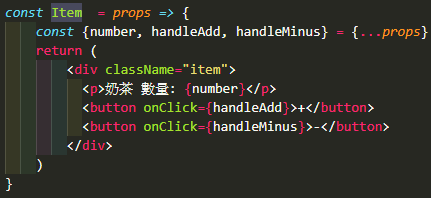 const Item  = props => {
    const {number, handleAdd, handleMinus} = {...props}
    return (
        <div className="item">
          <p>奶茶 數量: {number}</p>
          <button onClick={handleAdd}>+</button>
          <button onClick={handleMinus}>-</button>
        </div>
    )
}